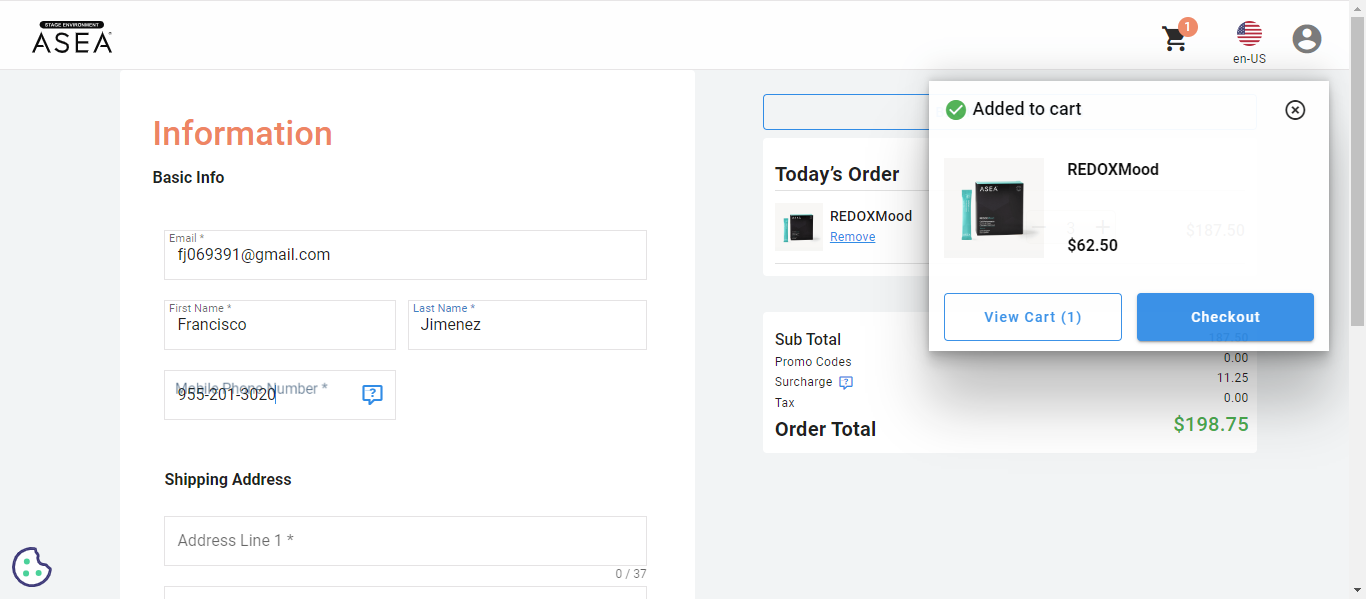 STAGE ENVIRONMENT
ASEA
1
en-US
Information
Basic Info
Email *
fj069391@gmail.com
First Name *
Francisco
Last Name *
Jimenez
Mobile Phone Number *
955-201-3020
Shipping Address
Address Line 1 *
0 / 37
Today's Order
REDOXMood
Remove
3
$187.50
Sub Total
187.50
Promo Codes
0.00
Surcharge
11.25
Tax
0.00
Order Total
$198.75
Added to cart
ASEA
REDOXMood
$62.50
View Cart (1)
Checkout